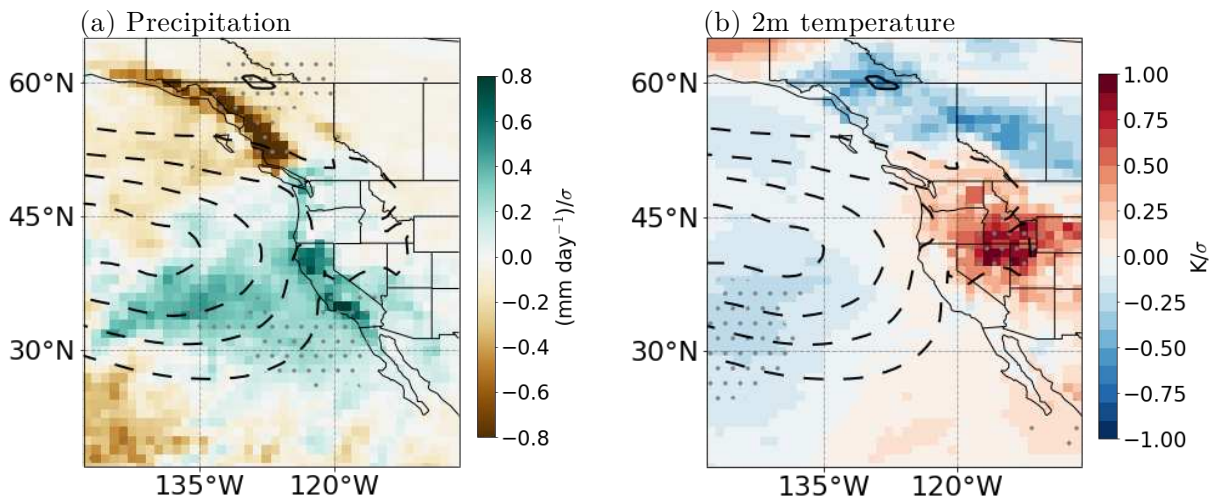 (a) Precipitation
60°N
45°N
30°N
135°W 120°W
0.8
0.6
0.4
0.2
0.0
−0.2
−0.4
−0.6
−0.8
(mm day⁻¹)/σ
(b) 2m temperature
60°N
45°N
30°N
135°W 120°W
1.00
0.75
0.50
0.25
0.00
−0.25
−0.50
−0.75
−1.00
K/σ